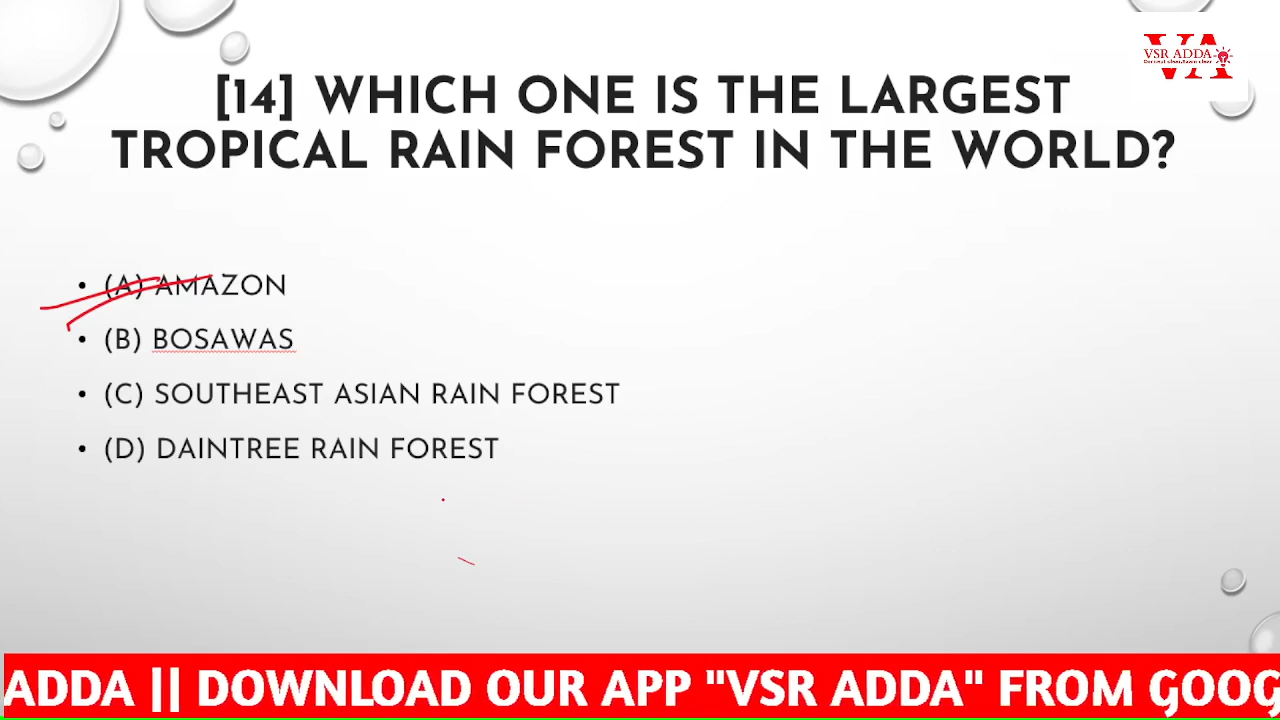 VSR ADDA
[14] WHICH ONE IS THE LARGEST
TROPICAL RAIN FOREST IN THE WORLD?
• (A) AMAZON
• (B) BOSAWAS
• (C) SOUTHEAST ASIAN RAIN FOREST
• (D) DAINTREE RAIN FOREST
ADDA || DOWNLOAD OUR APP "VSR ADDA" FROM GOOG